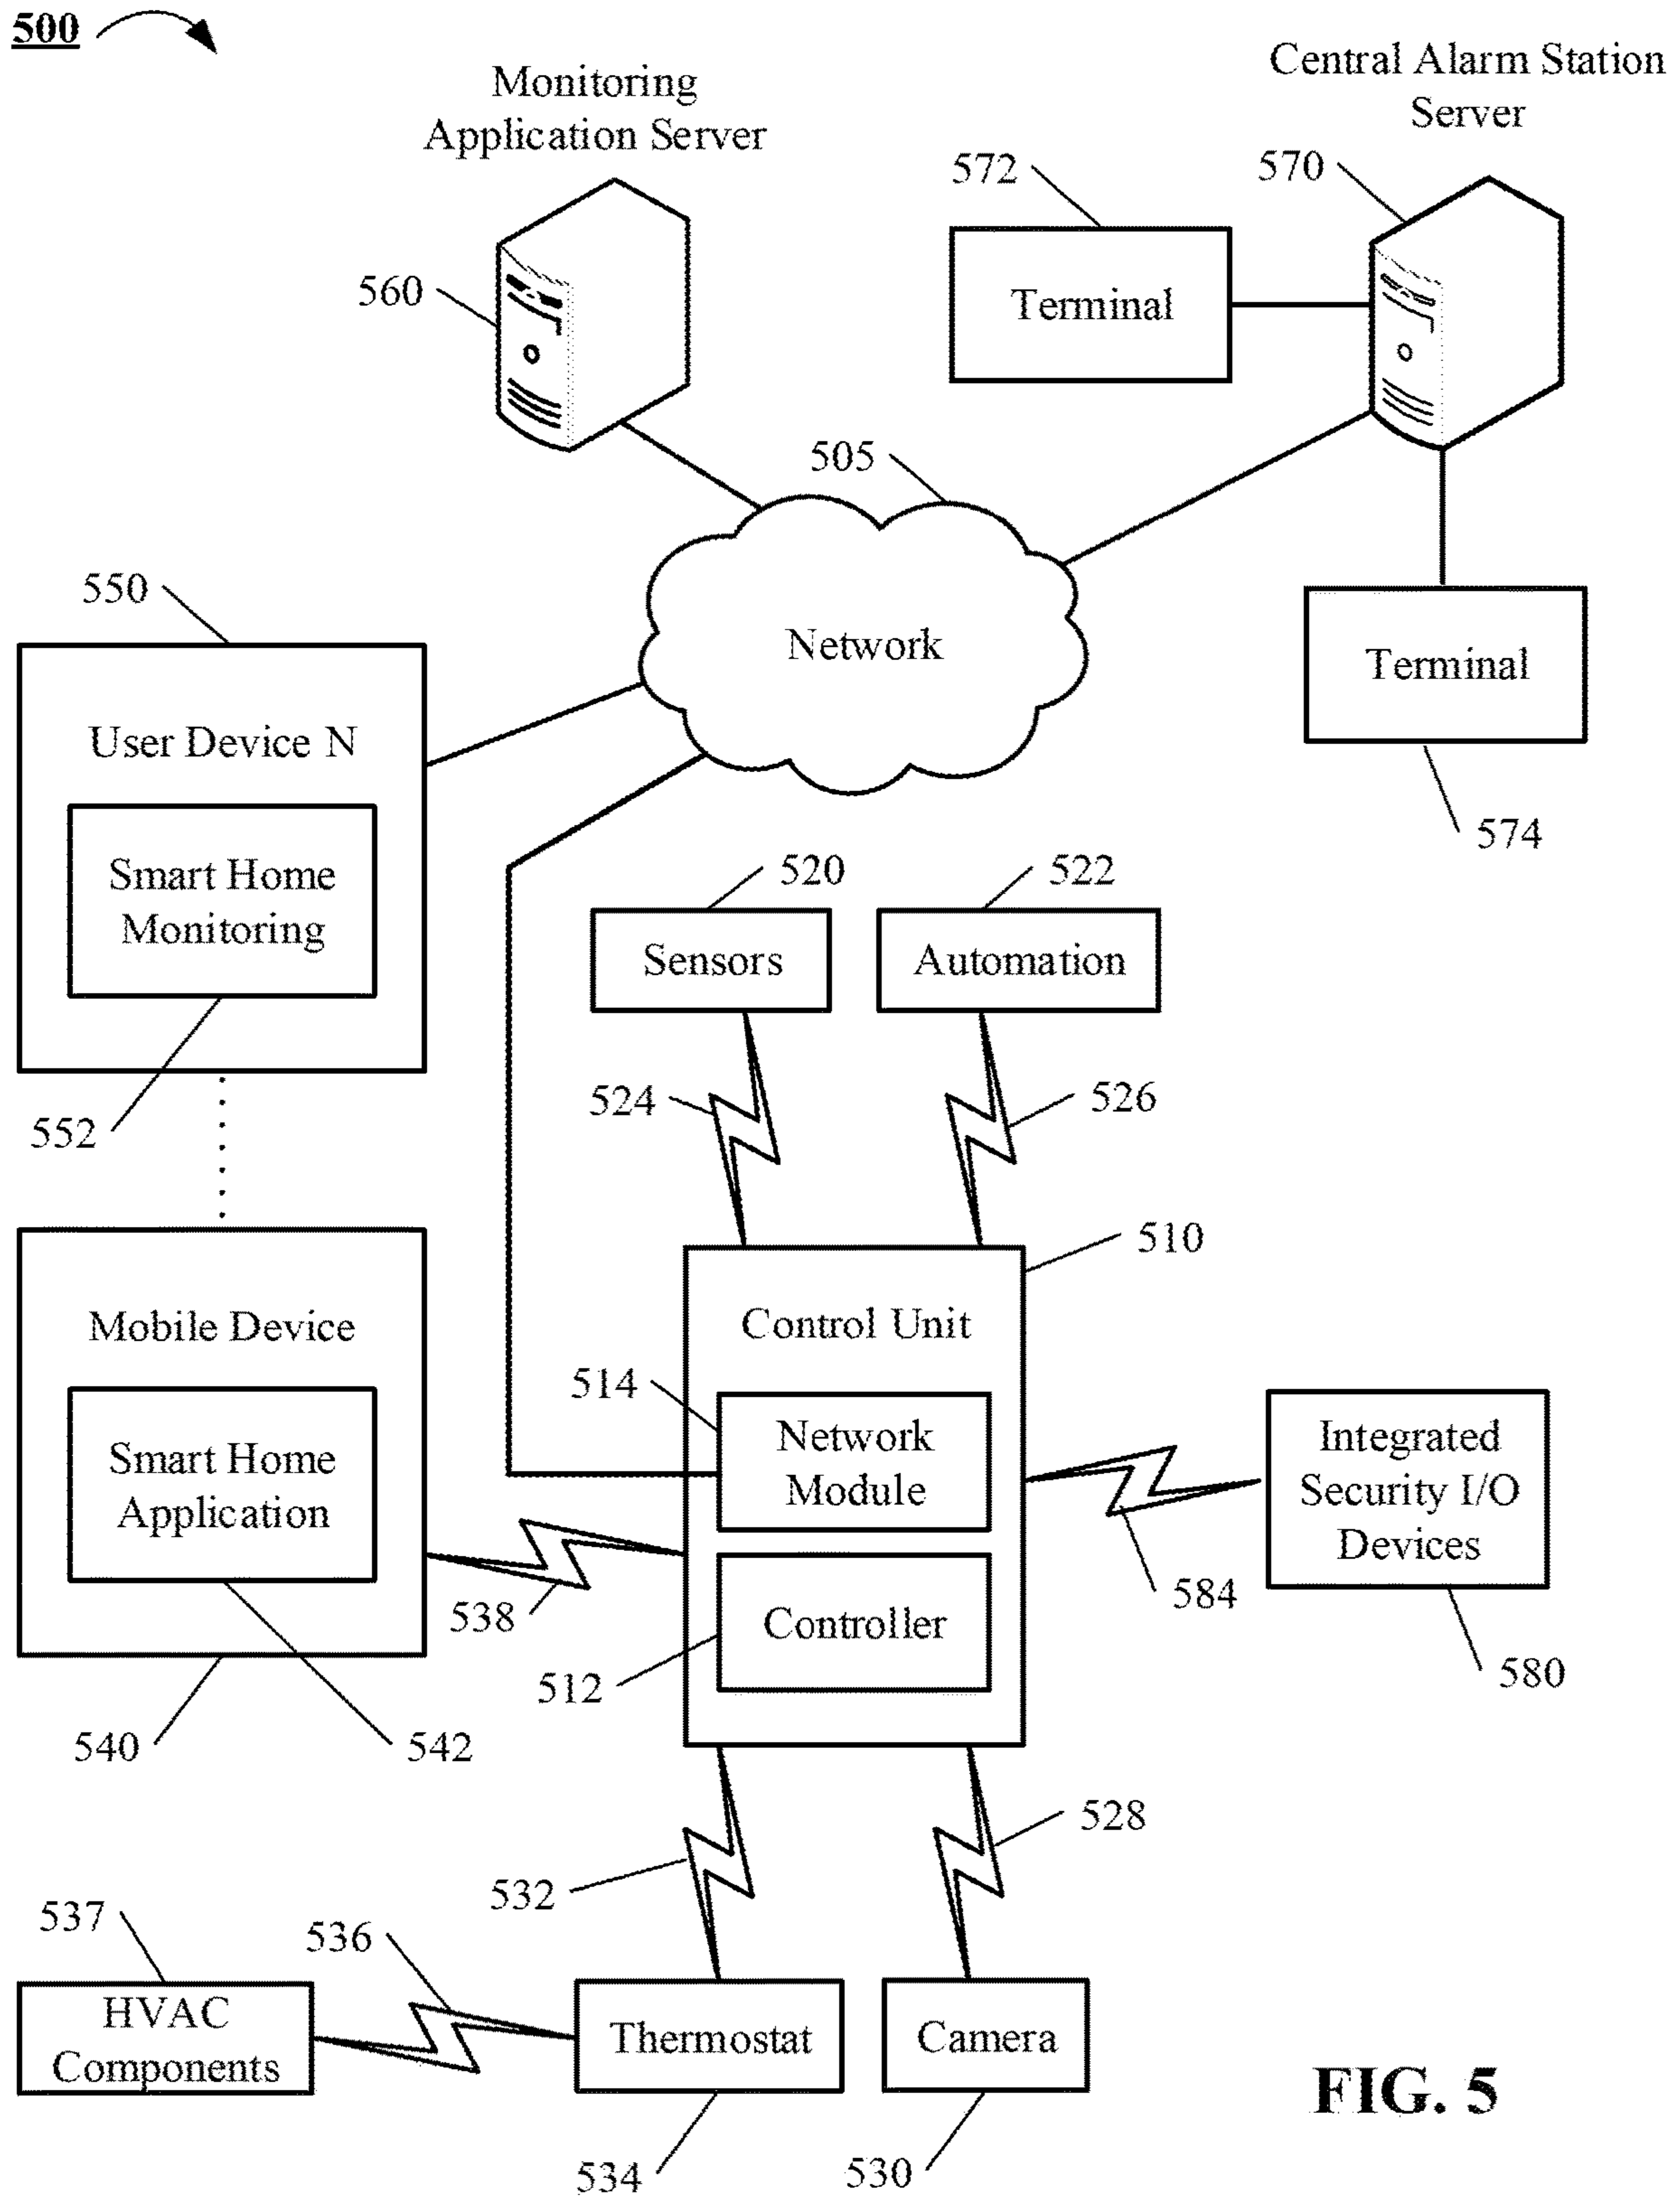 500
Monitoring
Application Server
Central Alarm Station
Server
572
570
560
Terminal
505
550
Network
Terminal
User Device N
574
Smart Home
Monitoring
520
522
Sensors
Automation
552
524
526
510
Mobile Device
Control Unit
514
Smart Home
Application
Network
Module
Integrated
Security I/O
Devices
538
584
Controller
512
580
540
542
528
532
537
536
HVAC
Components
Thermostat
Camera
534
530
FIG. 5